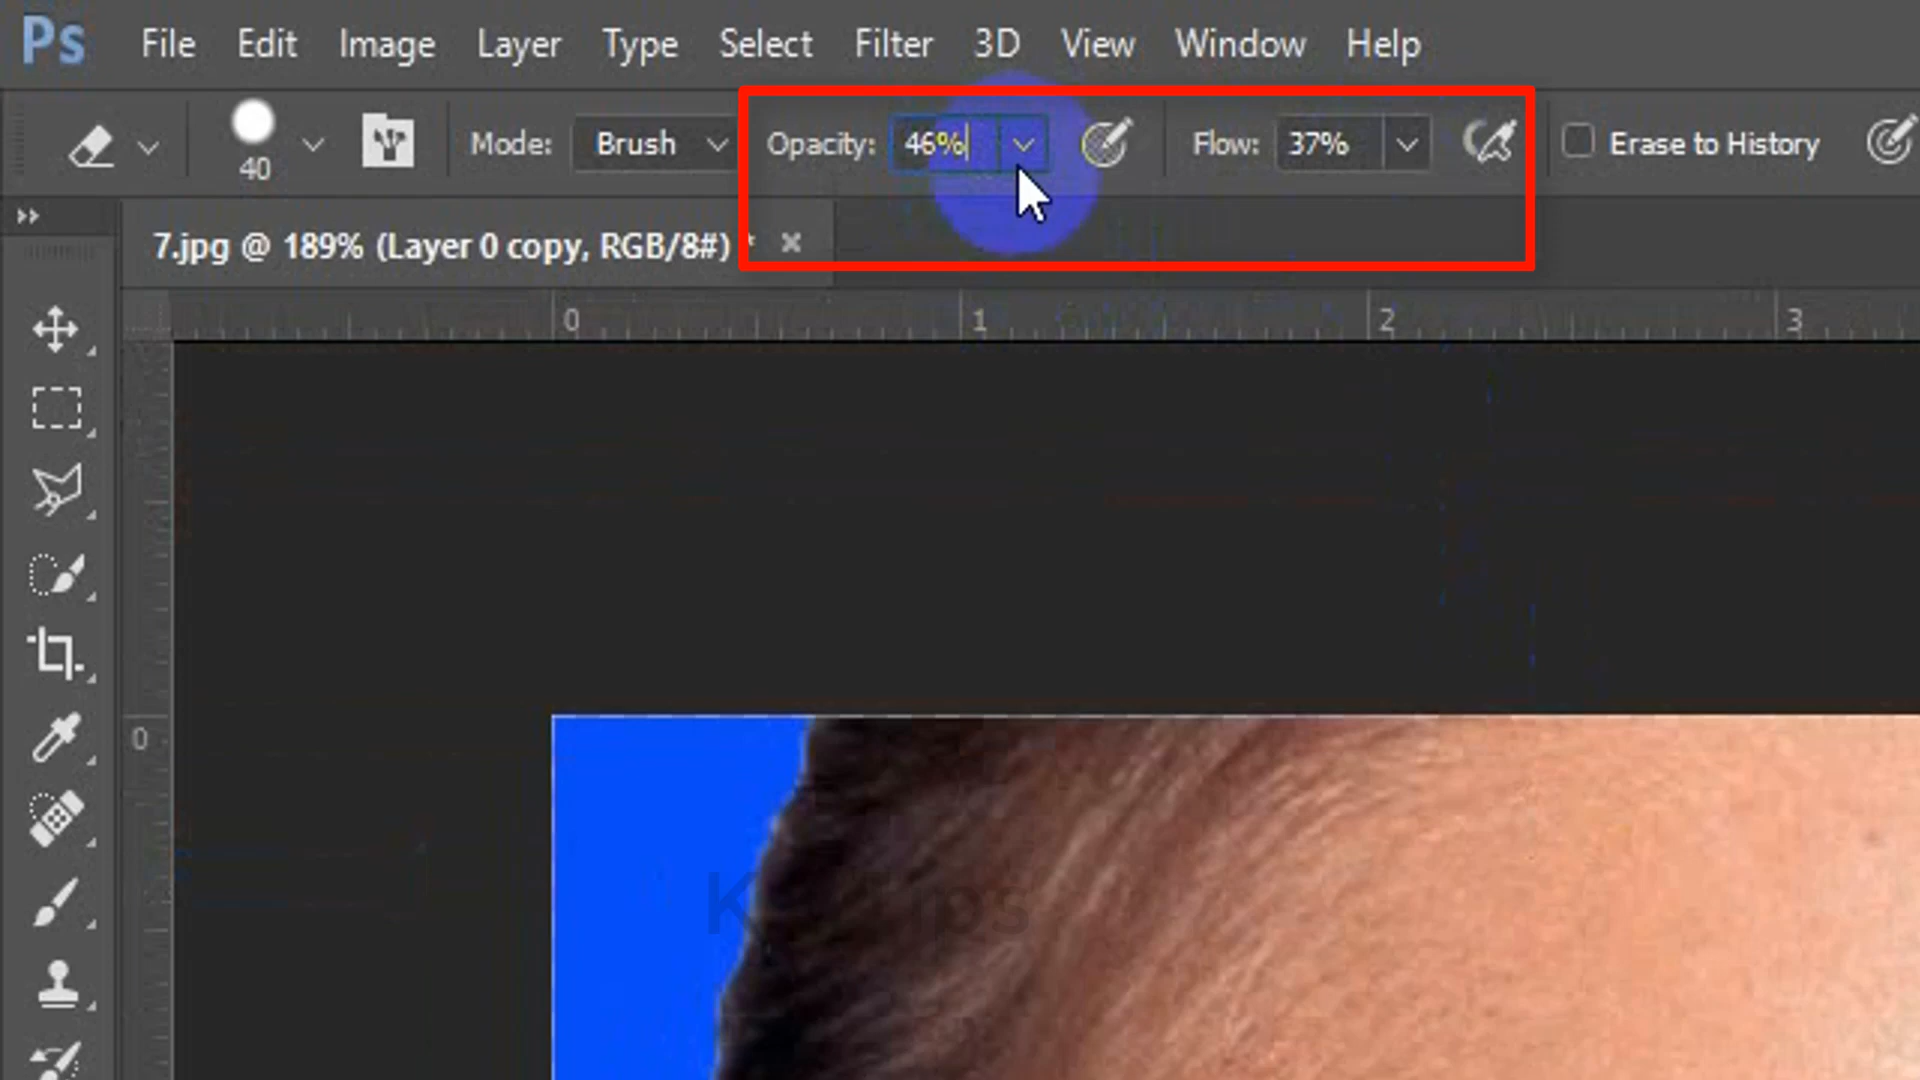 Ps File Edit Image Layer Type Select Filter 3D View Window Help
40 Mode: Brush Opacity: 46% Flow: 37% Erase to History
7.jpg @ 189% (Layer 0 copy, RGB/8#) *
0 1 2 3
0